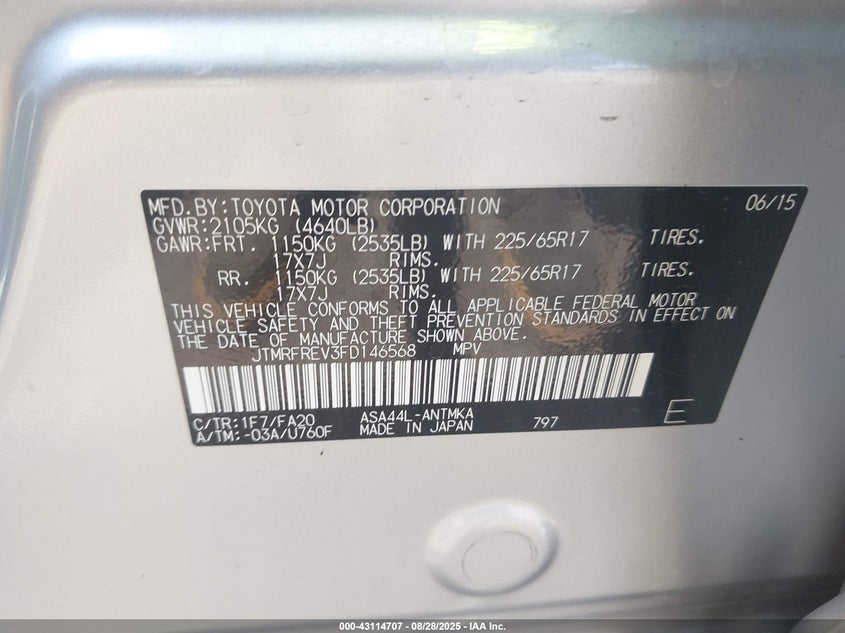 MFD.BY:TOYOTA MOTOR CORPORATION 06/15
GVWR:2105KG (4640LB)
GAWR:FRT. 1150KG (2535LB) WITH 225/65R17 TIRES.
17X7J RIMS.
RR. 1150KG (2535LB) WITH 225/65R17 TIRES.
17X7J RIMS.
THIS VEHICLE CONFORMS TO ALL APPLICABLE FEDERAL MOTOR
VEHICLE SAFETY AND THEFT PREVENTION STANDARDS IN EFFECT ON
THE DATE OF MANUFACTURE SHOWN ABOVE.
JTMRFREV3FD146568 MPV
C/TR:1F7/FA20 ASA44L-ANTMKA
A/TM:-03A/U760F MADE IN JAPAN 797 E
000-43114707 - 08/28/2025 - IAA Inc.